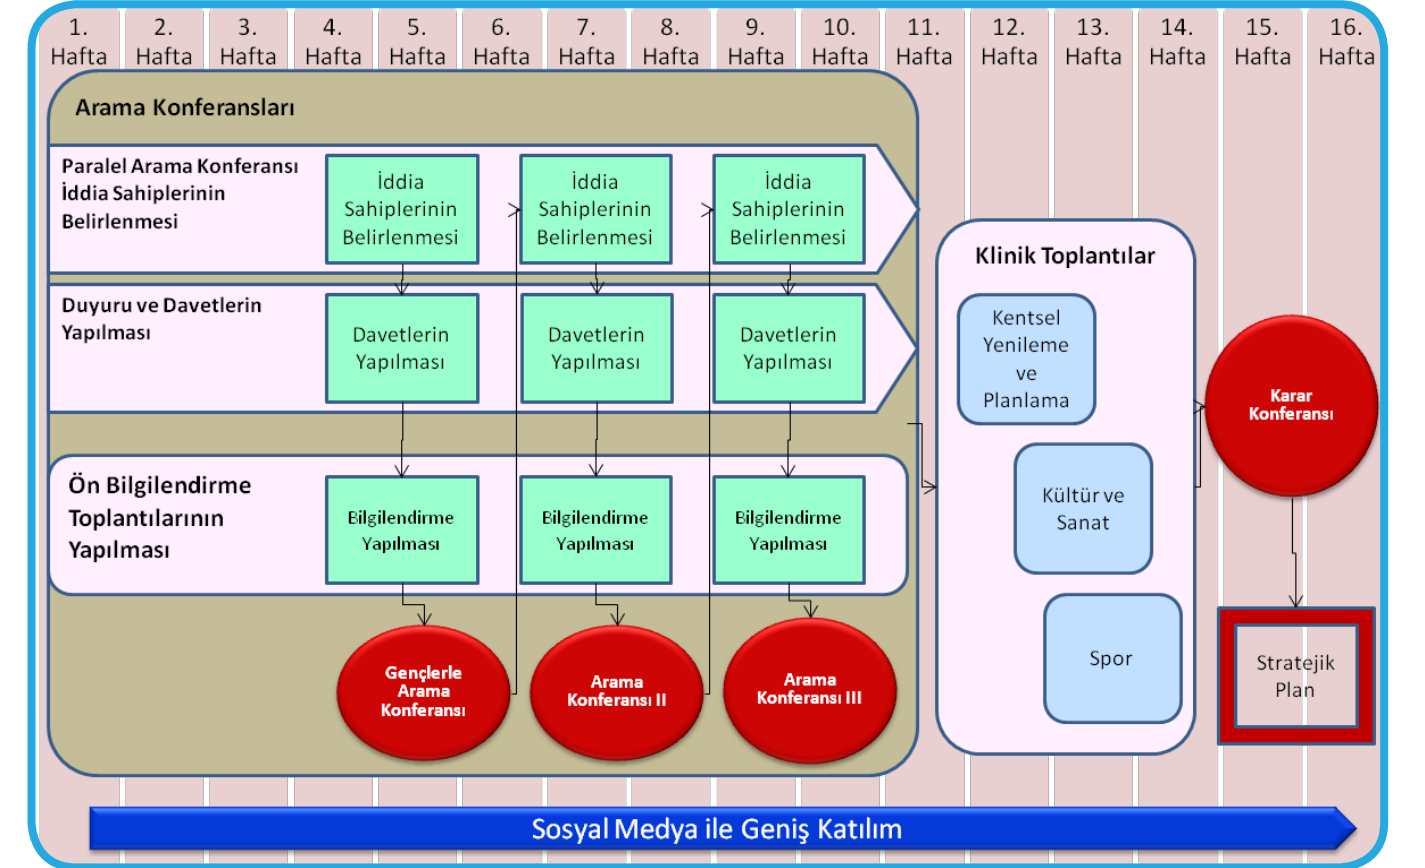 1. Hafta
2. Hafta
3. Hafta
4. Hafta
5. Hafta
6. Hafta
7. Hafta
8. Hafta
9. Hafta
10. Hafta
11. Hafta
12. Hafta
13. Hafta
14. Hafta
15. Hafta
16. Hafta
Arama Konferansları
Paralel Arama Konferansı
İddia Sahiplerinin
Belirlenmesi
İddia
Sahiplerinin
Belirlenmesi
İddia
Sahiplerinin
Belirlenmesi
İddia
Sahiplerinin
Belirlenmesi
Duyuru ve Davetlerin
Yapılması
Davetlerin
Yapılması
Davetlerin
Yapılması
Davetlerin
Yapılması
Ön Bilgilendirme
Toplantılarının
Yapılması
Bilgilendirme
Yapılması
Bilgilendirme
Yapılması
Bilgilendirme
Yapılması
Gençlerle
Arama
Konferansı
Arama
Konferansı II
Arama
Konferansı III
Klinik Toplantılar
Kentsel
Yenileme
ve
Planlama
Kültür ve
Sanat
Spor
Karar
Konferansı
Stratejik
Plan
Sosyal Medya ile Geniş Katılım